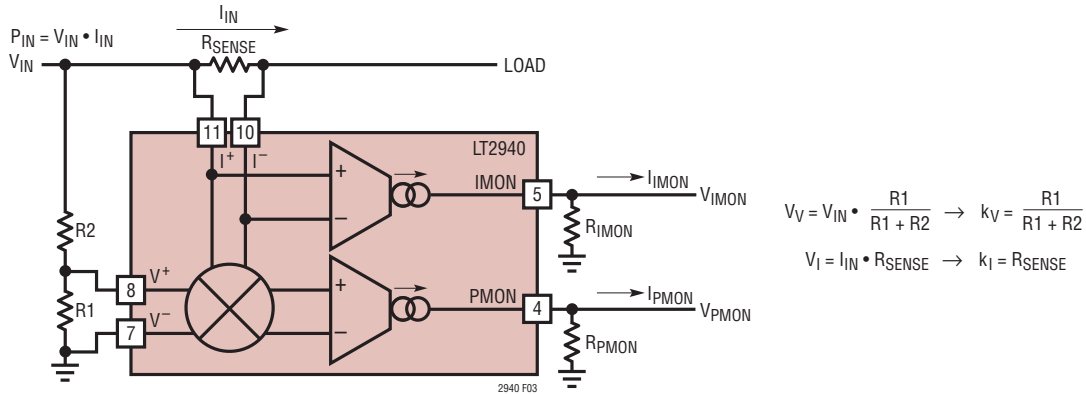 I_IN
P_IN = V_IN • I_IN
R_SENSE
V_IN
LOAD
11 10
LT2940
I⁺ I⁻
+
IMON
5
I_IMON
V_IMON
−
R_IMON
R2
V⁺
8
R1
V⁻
7
+
PMON
4
I_PMON
V_PMON
−
R_PMON
2940 F03
V_V = V_IN • R1 / (R1 + R2) → k_V = R1 / (R1 + R2)
V_I = I_IN • R_SENSE → k_I = R_SENSE